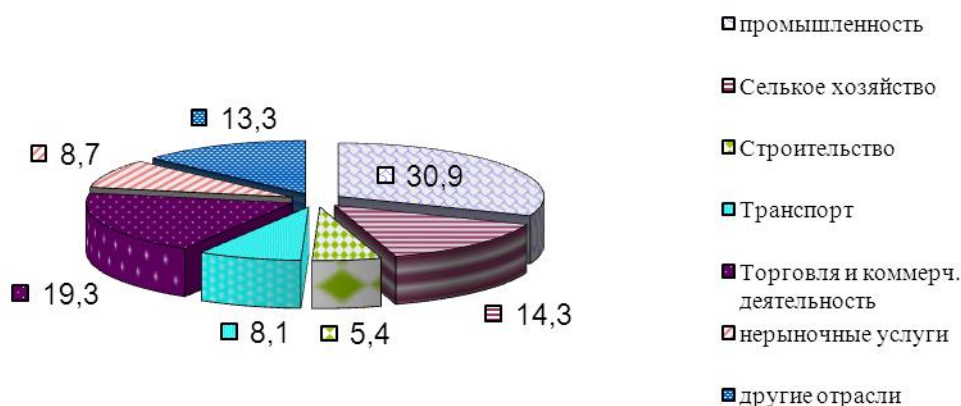 13,3
8,7
30,9
19,3
8,1
5,4
14,3
промышленность
Селькое хозяйство
Строительство
Транспорт
Торговля и коммерч.
деятельность
нерыночные услуги
другие отрасли